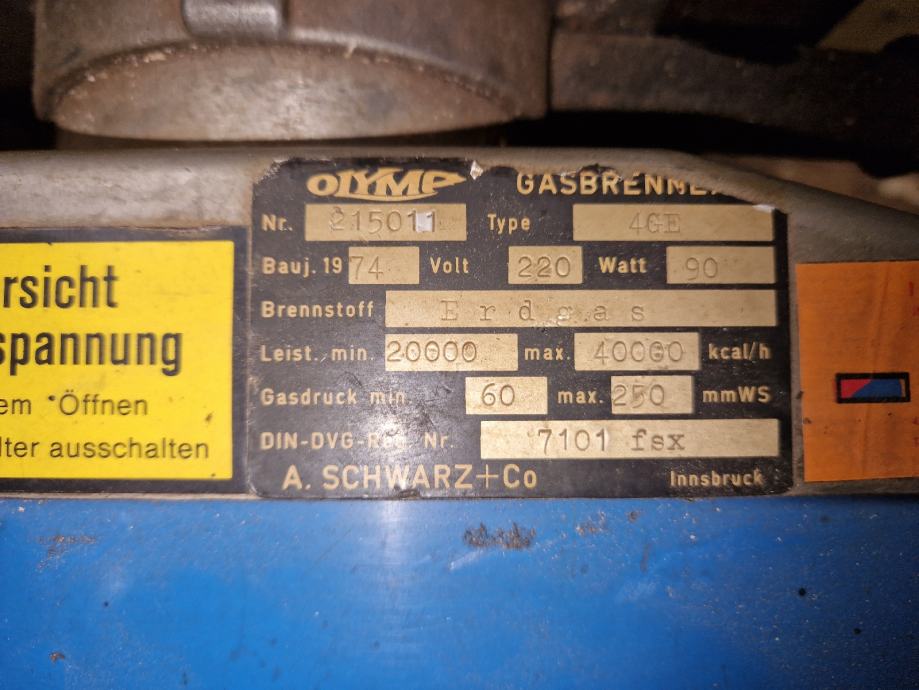 OLYMP GASBRENNER
Nr. 215011 Type 4GE
Bauj. 19 74 Volt 220 Watt 90
Brennstoff Erdgas
Leist. min. 20000 max. 40000 kcal/h
Gasdruck min. 60 max. 250 mmWS
DIN-DVG-Reg. Nr. 7101 fsx
A. SCHWARZ+Co Innsbruck
rsicht
spannung
em Öffnen
lter ausschalten